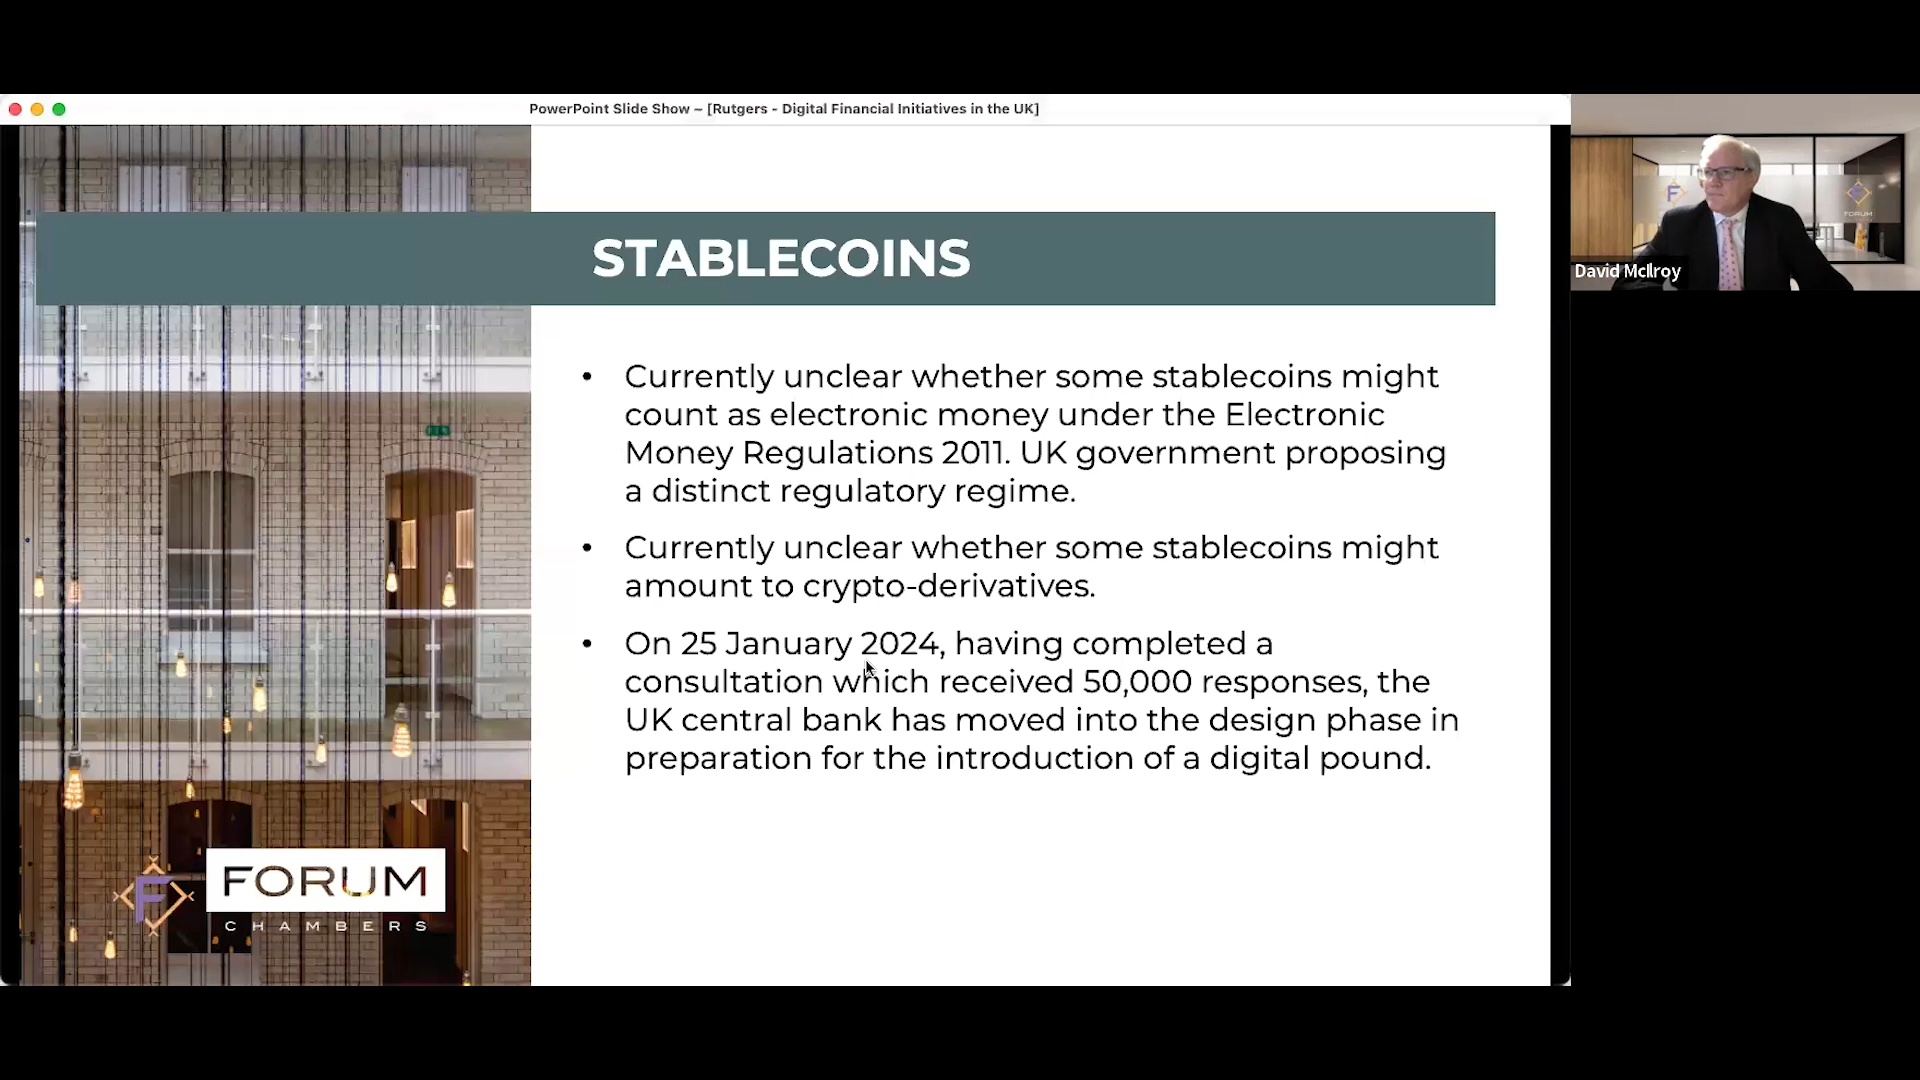 PowerPoint Slide Show ~ [Rutgers - Digital Financial Initiatives in the UK]
STABLECOINS
• Currently unclear whether some stablecoins might
count as electronic money under the Electronic
Money Regulations 2011. UK government proposing
a distinct regulatory regime.
• Currently unclear whether some stablecoins might
amount to crypto-derivatives.
• On 25 January 2024, having completed a
consultation which received 50,000 responses, the
UK central bank has moved into the design phase in
preparation for the introduction of a digital pound.
F
FORUM
CHAMBERS
F
FORUM
David McIlroy